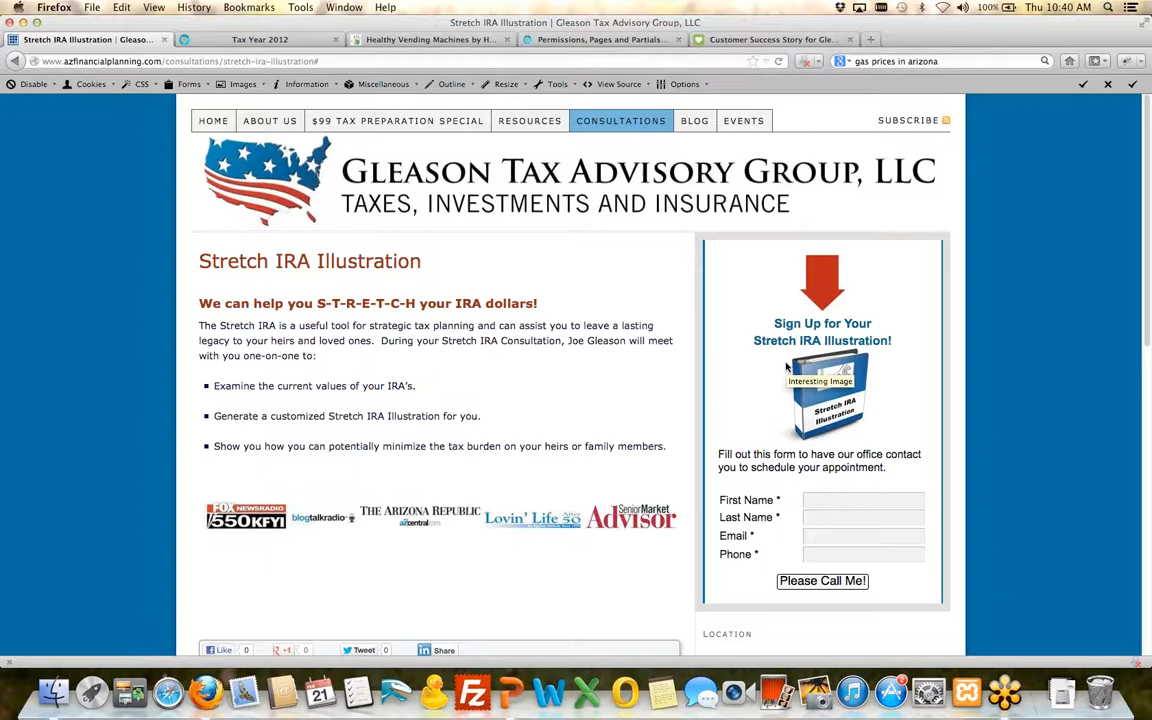 Firefox File Edit View History Bookmarks Tools Window Help 100% Thu 10:40 AM
Stretch IRA Illustration | Gleason Tax Advisory Group, LLC
Stretch IRA Illustration | Gleaso... Tax Year 2012 Healthy Vending Machines by H... Permissions, Pages and Partials... Customer Success Story for Gle...
www.azfinancialplanning.com/consultations/stretch-ira-illustration# gas prices in arizona
Disable Cookies CSS Forms Images Information Miscellaneous Outline Resize Tools View Source Options
HOME ABOUT US $99 TAX PREPARATION SPECIAL RESOURCES CONSULTATIONS BLOG EVENTS SUBSCRIBE
GLEASON TAX ADVISORY GROUP, LLC
TAXES, INVESTMENTS AND INSURANCE
Stretch IRA Illustration
We can help you S-T-R-E-T-C-H your IRA dollars!
The Stretch IRA is a useful tool for strategic tax planning and can assist you to leave a lasting
legacy to your heirs and loved ones. During your Stretch IRA Consultation, Joe Gleason will meet
with you one-on-one to:
Examine the current values of your IRA's.
Generate a customized Stretch IRA Illustration for you.
Show you how you can potentially minimize the tax burden on your heirs or family members.
FOX NEWSRADIO
550KFYI
blogtalkradio
THE ARIZONA REPUBLIC
azcentral.com
Lovin' Life After 50
SeniorMarket
Advisor
Like 0 +1 0 Tweet 0 Share
Sign Up for Your
Stretch IRA Illustration!
Interesting Image
Stretch IRA
Illustration
Fill out this form to have our office contact
you to schedule your appointment.
First Name *
Last Name *
Email *
Phone *
Please Call Me!
LOCATION